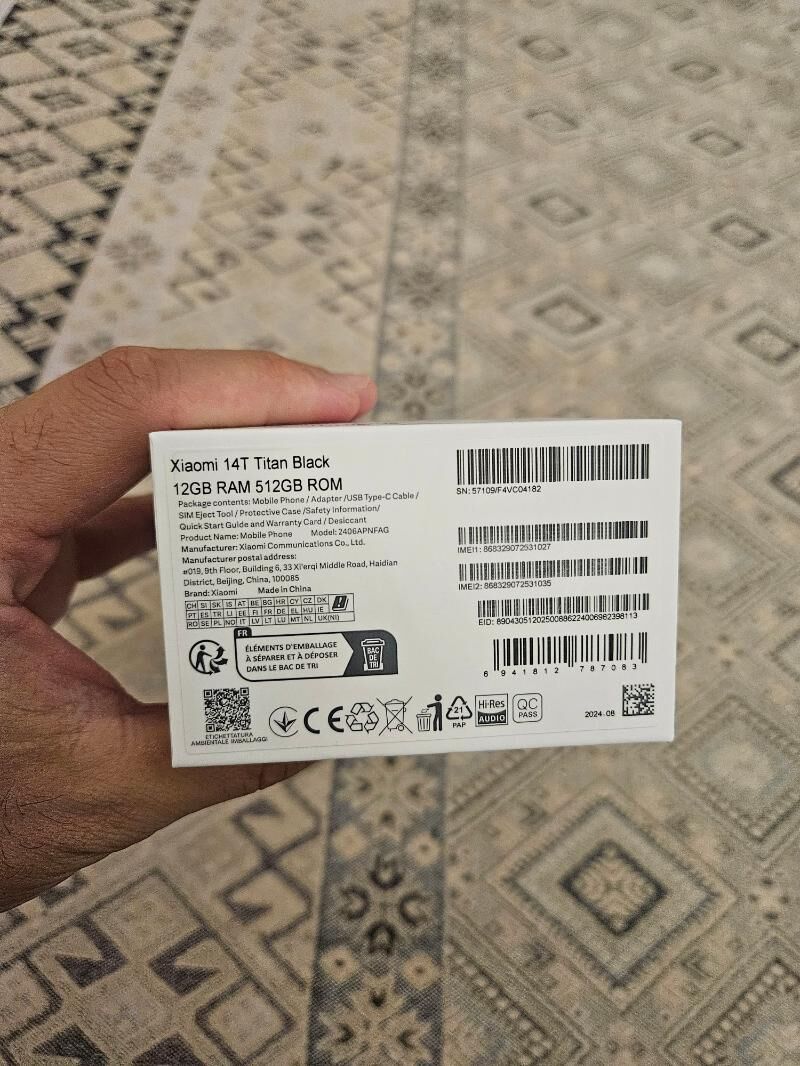 Xiaomi 14T Titan Black
12GB RAM 512GB ROM
Package contents: Mobile Phone / Adapter /USB Type-C Cable /
SIM Eject Tool / Protective Case /Safety Information/
Quick Start Guide and Warranty Card / Desiccant
Product Name: Mobile Phone Model: 2406APNFAG
Manufacturer: Xiaomi Communications Co., Ltd.
Manufacturer postal address:
#019, 9th Floor, Building 6, 33 Xi'erqi Middle Road, Haidian
District, Beijing, China, 100085
Brand: Xiaomi Made in China
CH SI SK IS AT BE BG HR CY CZ DK
PT ES TR LI EE FI FR DE EL HU IE
RO SE PL NO IT LV LT LU MT NL UK(NI)
FR
ÉLÉMENTS D'EMBALLAGE
À SÉPARER ET À DÉPOSER
DANS LE BAC DE TRI
BAC
DE
TRI
ETICHETTATURA
AMBIENTALE IMBALLAGGI
CE
21
PAP
Hi-Res
AUDIO
QC
PASS
SN: 57109/F4VC04182
IMEI1: 868329072531027
IMEI2: 868329072531035
EID: 89043051202500886224006982398113
6 941812 787083
2024-08